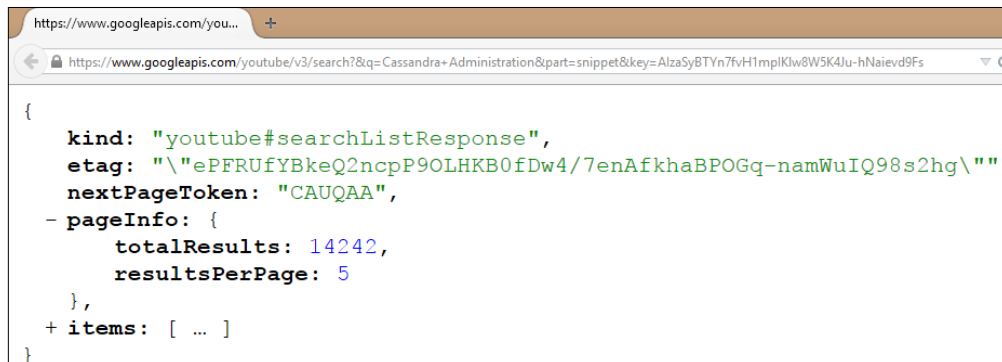 https://www.googleapis.com/you... +
https://www.googleapis.com/youtube/v3/search?&q=Cassandra+Administration&part=snippet&key=AIzaSyBTYn7fvH1mplKlw8W5K4Ju-hNaievd9Fs
{
kind: "youtube#searchListResponse",
etag: "\"ePFRUfYBkeQ2ncpP9OLHKB0fDw4/7enAfkhaBPOGq-namWuIQ98s2hg\""
nextPageToken: "CAUQAA",
- pageInfo: {
totalResults: 14242,
resultsPerPage: 5
},
+ items: [ … ]
}